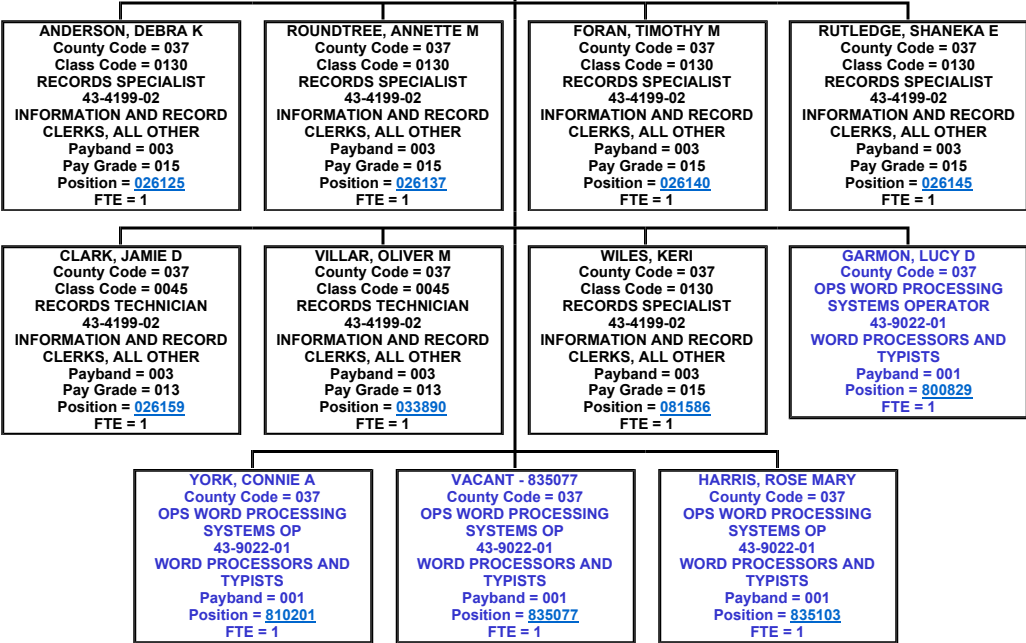 ANDERSON, DEBRA K
County Code = 037
Class Code = 0130
RECORDS SPECIALIST
43-4199-02
INFORMATION AND RECORD
CLERKS, ALL OTHER
Payband = 003
Pay Grade = 015
Position = 026125
FTE = 1
ROUNDTREE, ANNETTE M
County Code = 037
Class Code = 0130
RECORDS SPECIALIST
43-4199-02
INFORMATION AND RECORD
CLERKS, ALL OTHER
Payband = 003
Pay Grade = 015
Position = 026137
FTE = 1
FORAN, TIMOTHY M
County Code = 037
Class Code = 0130
RECORDS SPECIALIST
43-4199-02
INFORMATION AND RECORD
CLERKS, ALL OTHER
Payband = 003
Pay Grade = 015
Position = 026140
FTE = 1
RUTLEDGE, SHANEKA E
County Code = 037
Class Code = 0130
RECORDS SPECIALIST
43-4199-02
INFORMATION AND RECORD
CLERKS, ALL OTHER
Payband = 003
Pay Grade = 015
Position = 026145
FTE = 1
CLARK, JAMIE D
County Code = 037
Class Code = 0045
RECORDS TECHNICIAN
43-4199-02
INFORMATION AND RECORD
CLERKS, ALL OTHER
Payband = 003
Pay Grade = 013
Position = 026159
FTE = 1
VILLAR, OLIVER M
County Code = 037
Class Code = 0045
RECORDS TECHNICIAN
43-4199-02
INFORMATION AND RECORD
CLERKS, ALL OTHER
Payband = 003
Pay Grade = 013
Position = 033890
FTE = 1
WILES, KERI
County Code = 037
Class Code = 0130
RECORDS SPECIALIST
43-4199-02
INFORMATION AND RECORD
CLERKS, ALL OTHER
Payband = 003
Pay Grade = 015
Position = 081586
FTE = 1
GARMON, LUCY D
County Code = 037
OPS WORD PROCESSING
SYSTEMS OPERATOR
43-9022-01
WORD PROCESSORS AND
TYPISTS
Payband = 001
Position = 800829
FTE = 1
YORK, CONNIE A
County Code = 037
OPS WORD PROCESSING
SYSTEMS OP
43-9022-01
WORD PROCESSORS AND
TYPISTS
Payband = 001
Position = 810201
FTE = 1
VACANT - 835077
County Code = 037
OPS WORD PROCESSING
SYSTEMS OP
43-9022-01
WORD PROCESSORS AND
TYPISTS
Payband = 001
Position = 835077
FTE = 1
HARRIS, ROSE MARY
County Code = 037
OPS WORD PROCESSING
SYSTEMS OP
43-9022-01
WORD PROCESSORS AND
TYPISTS
Payband = 001
Position = 835103
FTE = 1